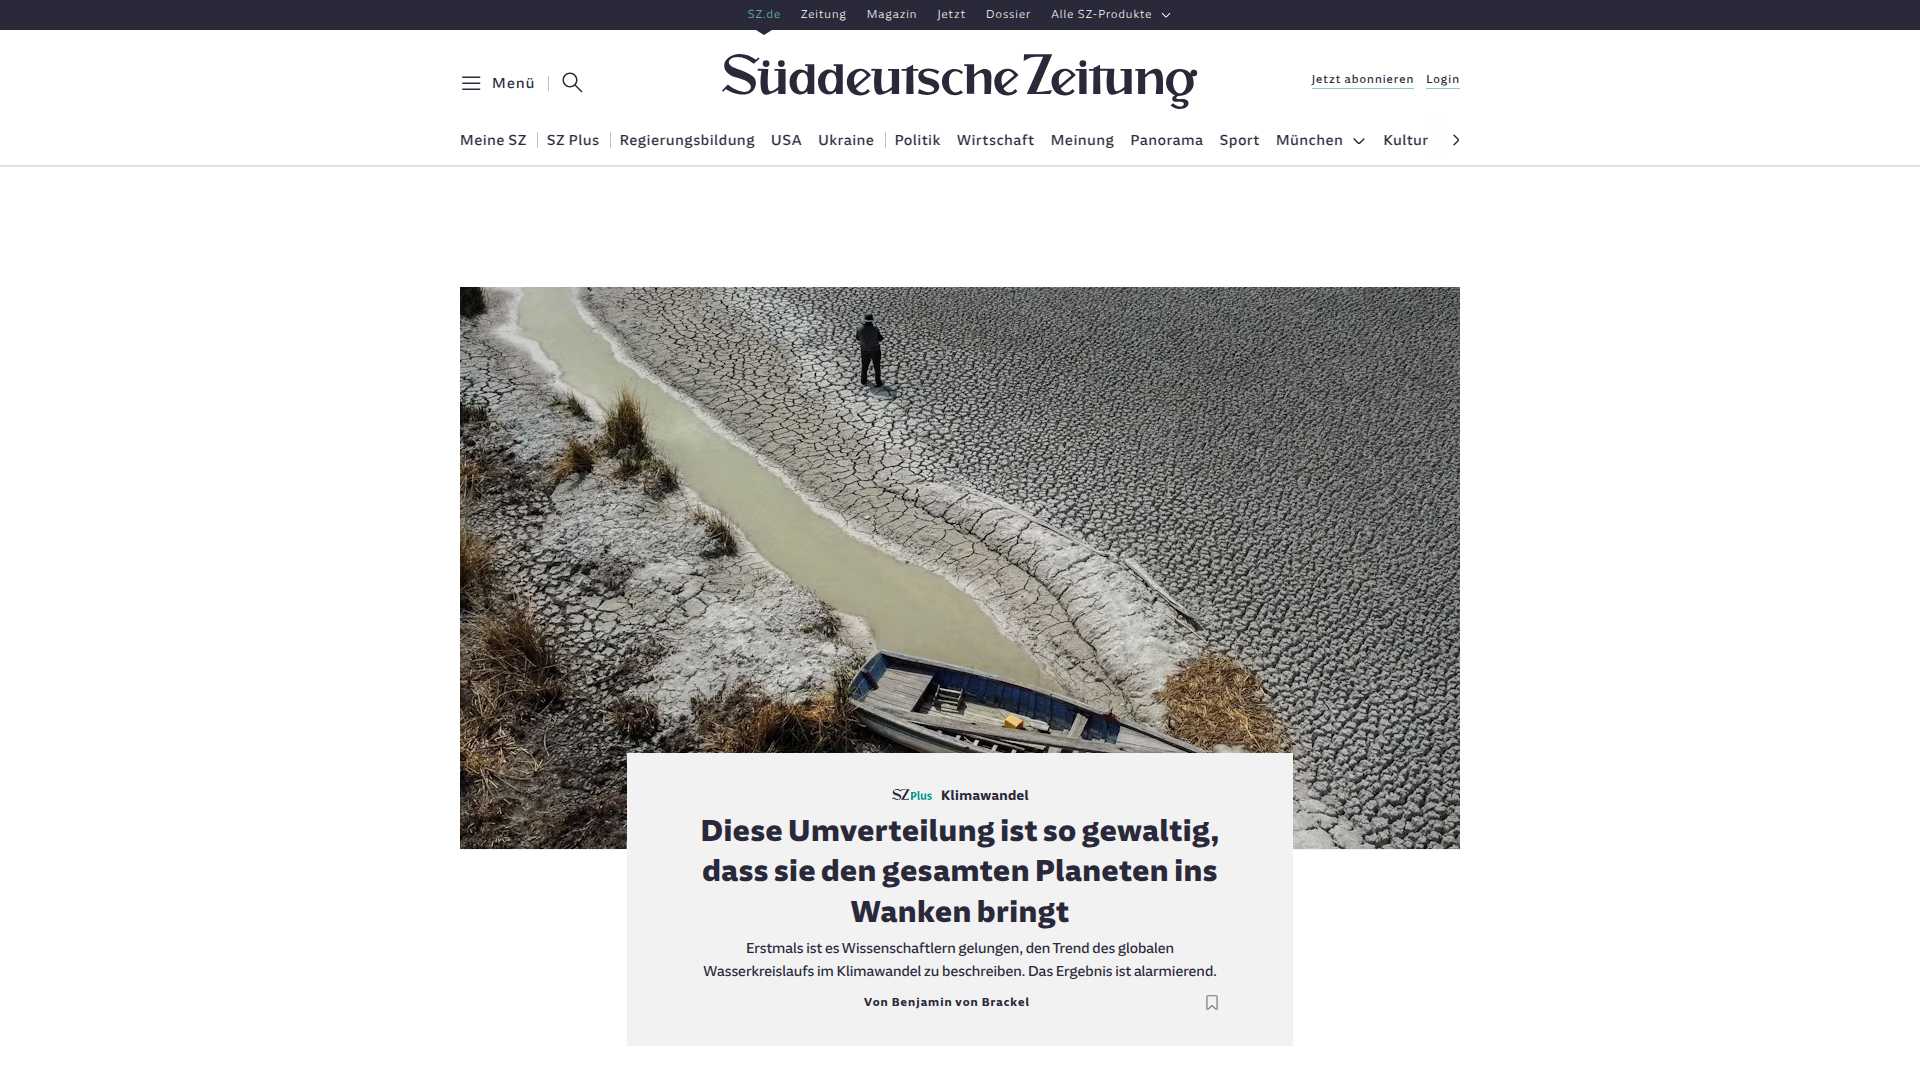 SZ.de Zeitung Magazin Jetzt Dossier Alle SZ-Produkte
Menü
Süddeutsche Zeitung
Jetzt abonnieren Login
Meine SZ SZ Plus Regierungsbildung USA Ukraine Politik Wirtschaft Meinung Panorama Sport München Kultur
SZ Plus Klimawandel
Diese Umverteilung ist so gewaltig,
dass sie den gesamten Planeten ins
Wanken bringt
Erstmals ist es Wissenschaftlern gelungen, den Trend des globalen
Wasserkreislaufs im Klimawandel zu beschreiben. Das Ergebnis ist alarmierend.
Von Benjamin von Brackel